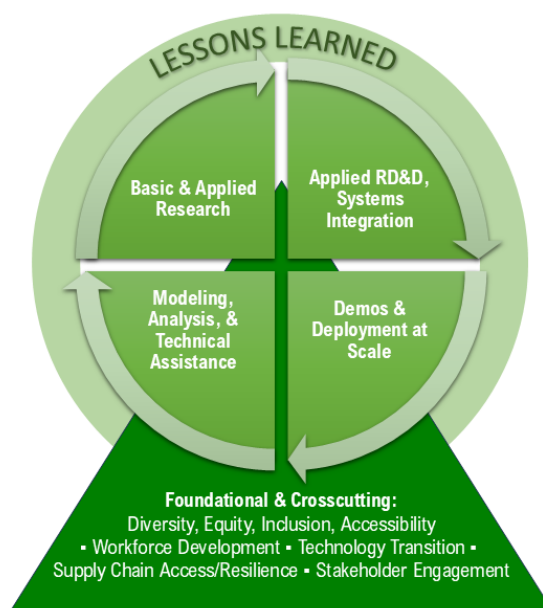 LESSONS LEARNED
Basic & Applied
Research
Applied RD&D,
Systems
Integration
Modeling,
Analysis, &
Technical
Assistance
Demos &
Deployment at
Scale
Foundational & Crosscutting:
Diversity, Equity, Inclusion, Accessibility
▪ Workforce Development ▪ Technology Transition ▪
Supply Chain Access/Resilience ▪ Stakeholder Engagement